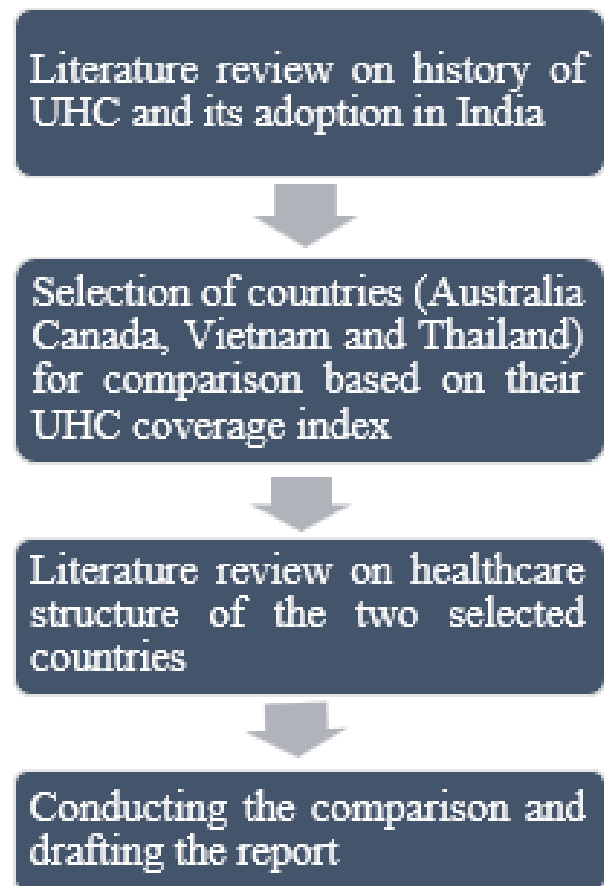 Literature review on history of
UHC and its adoption in India
Selection of countries (Australia
Canada, Vietnam and Thailand)
for comparison based on their
UHC coverage index
Literature review on healthcare
structure of the two selected
countries
Conducting the comparison and
drafting the report